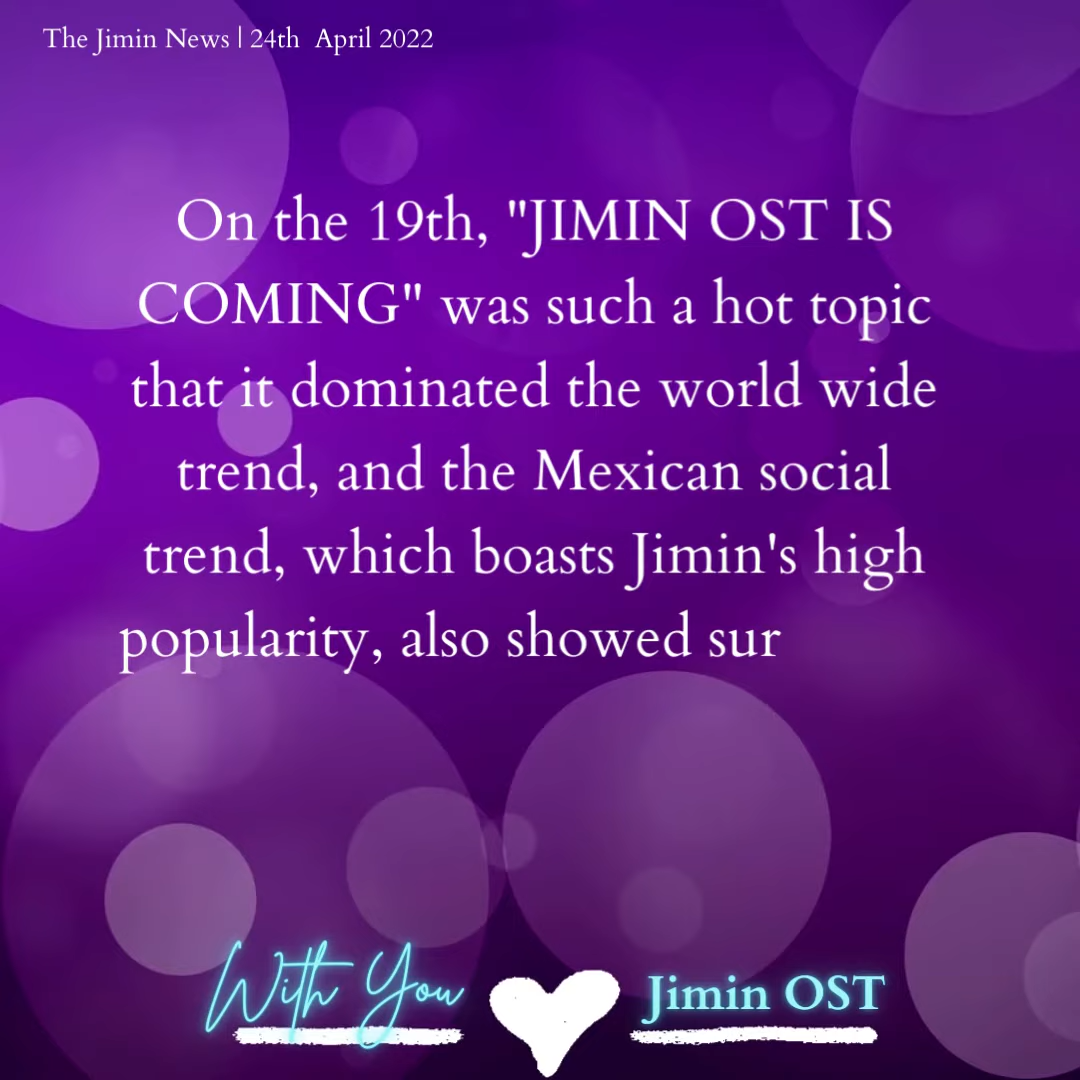 The Jimin News | 24th April 2022
On the 19th, "JIMIN OST IS
COMING" was such a hot topic
that it dominated the world wide
trend, and the Mexican social
trend, which boasts Jimin's high
popularity, also showed sur
With You
Jimin OST